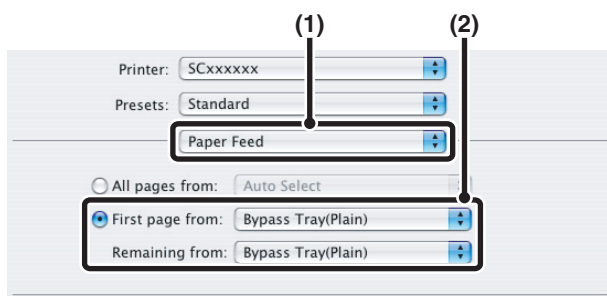 (1) (2)
Printer: SCxxxxxx
Presets: Standard
Paper Feed
All pages from: Auto Select
First page from: Bypass Tray(Plain)
Remaining from: Bypass Tray(Plain)